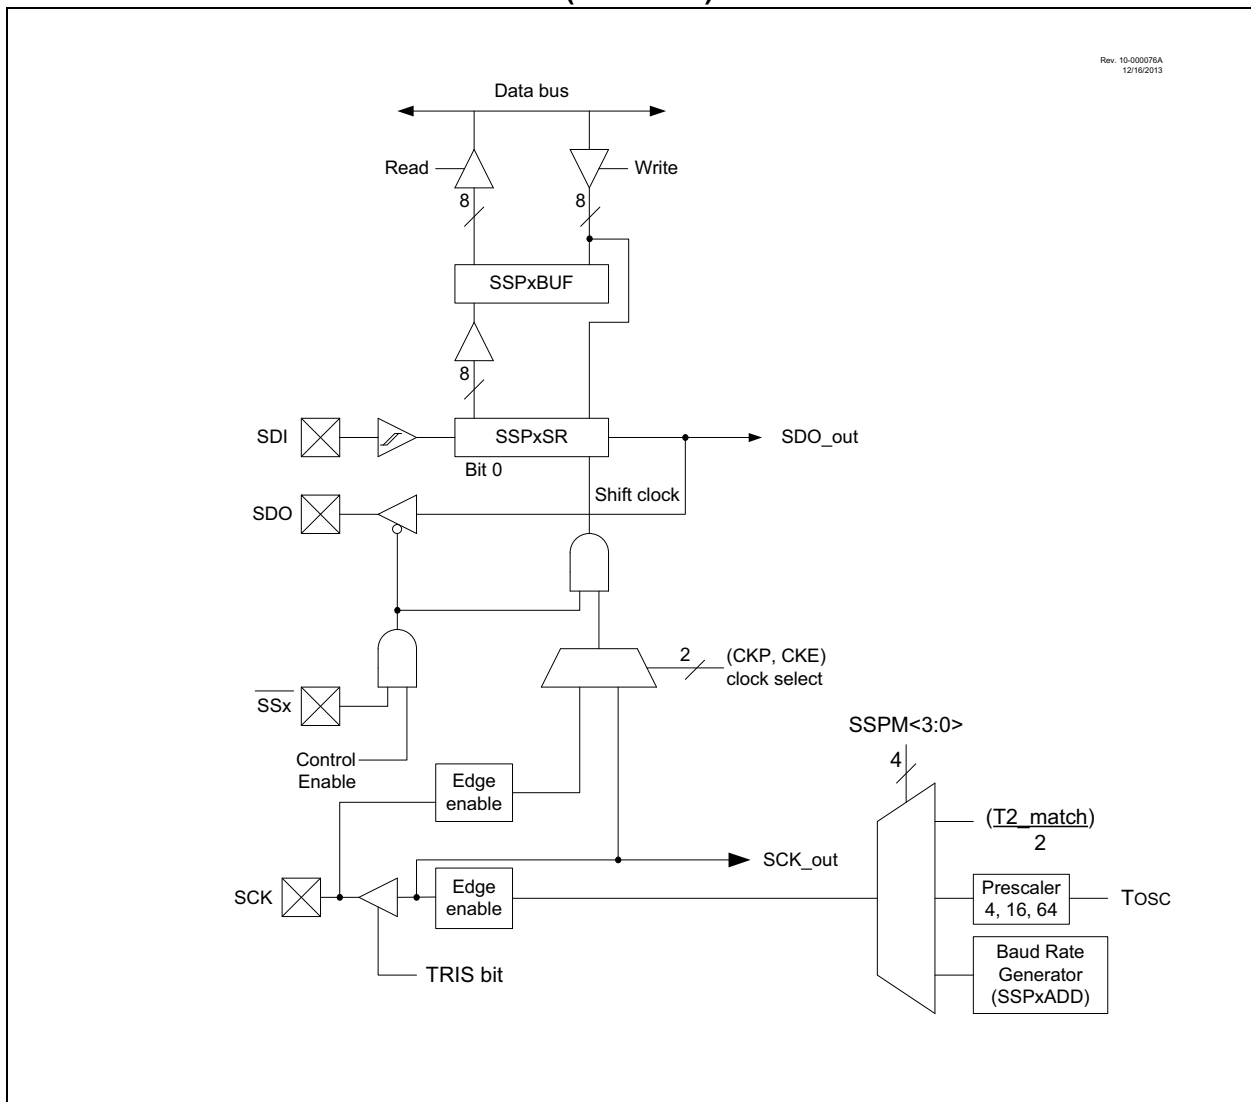 Rev. 10-000076A
12/16/2013
Data bus
Read
Write
8
8
SSPxBUF
8
SDI
SSPxSR
SDO_out
Bit 0
SDO
Shift clock
2
(CKP, CKE)
clock select
SSx
Control
Enable
SSPM<3:0>
4
Edge
enable
(T2_match)
2
SCK_out
SCK
Edge
enable
Prescaler
4, 16, 64
TOSC
TRIS bit
Baud Rate
Generator
(SSPxADD)